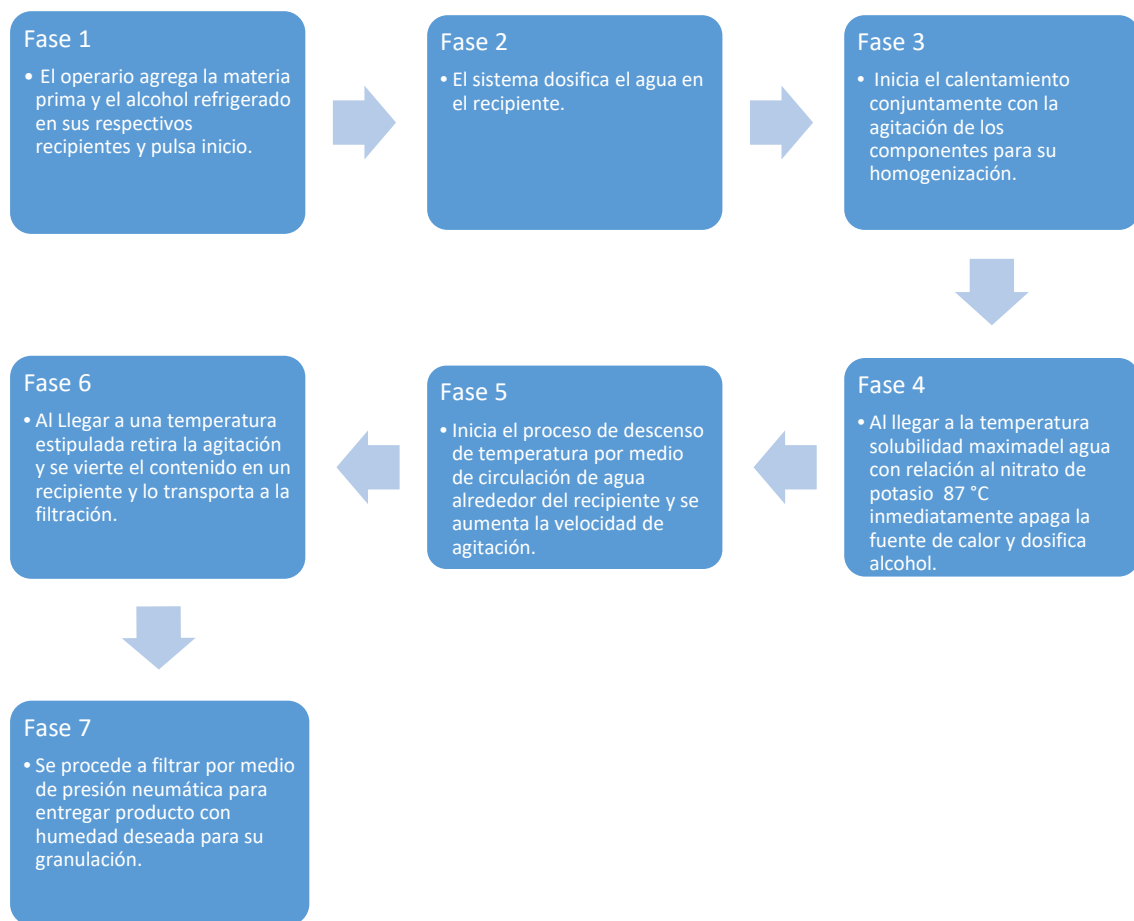 Fase 1
• El operario agrega la materia
prima y el alcohol refrigerado
en sus respectivos
recipientes y pulsa inicio.
Fase 2
• El sistema dosifica el agua en
el recipiente.
Fase 3
• Inicia el calentamiento
conjuntamente con la
agitación de los
componentes para su
homogenización.
Fase 4
• Al llegar a la temperatura
solubilidad maximadel agua
con relación al nitrato de
potasio 87 °C
inmediatamente apaga la
fuente de calor y dosifica
alcohol.
Fase 5
• Inicia el proceso de descenso
de temperatura por medio
de circulación de agua
alrededor del recipiente y se
aumenta la velocidad de
agitación.
Fase 6
• Al Llegar a una temperatura
estipulada retira la agitación
y se vierte el contenido en un
recipiente y lo transporta a la
filtración.
Fase 7
• Se procede a filtrar por medio
de presión neumática para
entregar producto con
humedad deseada para su
granulación.